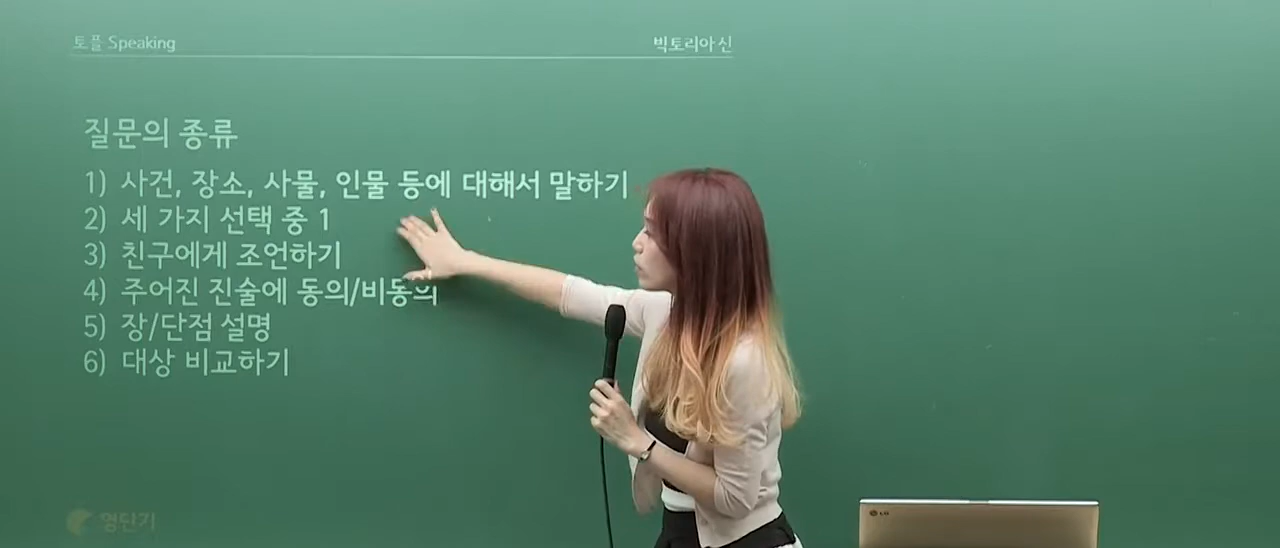 토플 Speaking
빅토리아 신
질문의 종류
1) 사건, 장소, 사물, 인물 등에 대해서 말하기
2) 세 가지 선택 중 1
3) 친구에게 조언하기
4) 주어진 진술에 동의/비동의
5) 장/단점 설명
6) 대상 비교하기
영단기
LG